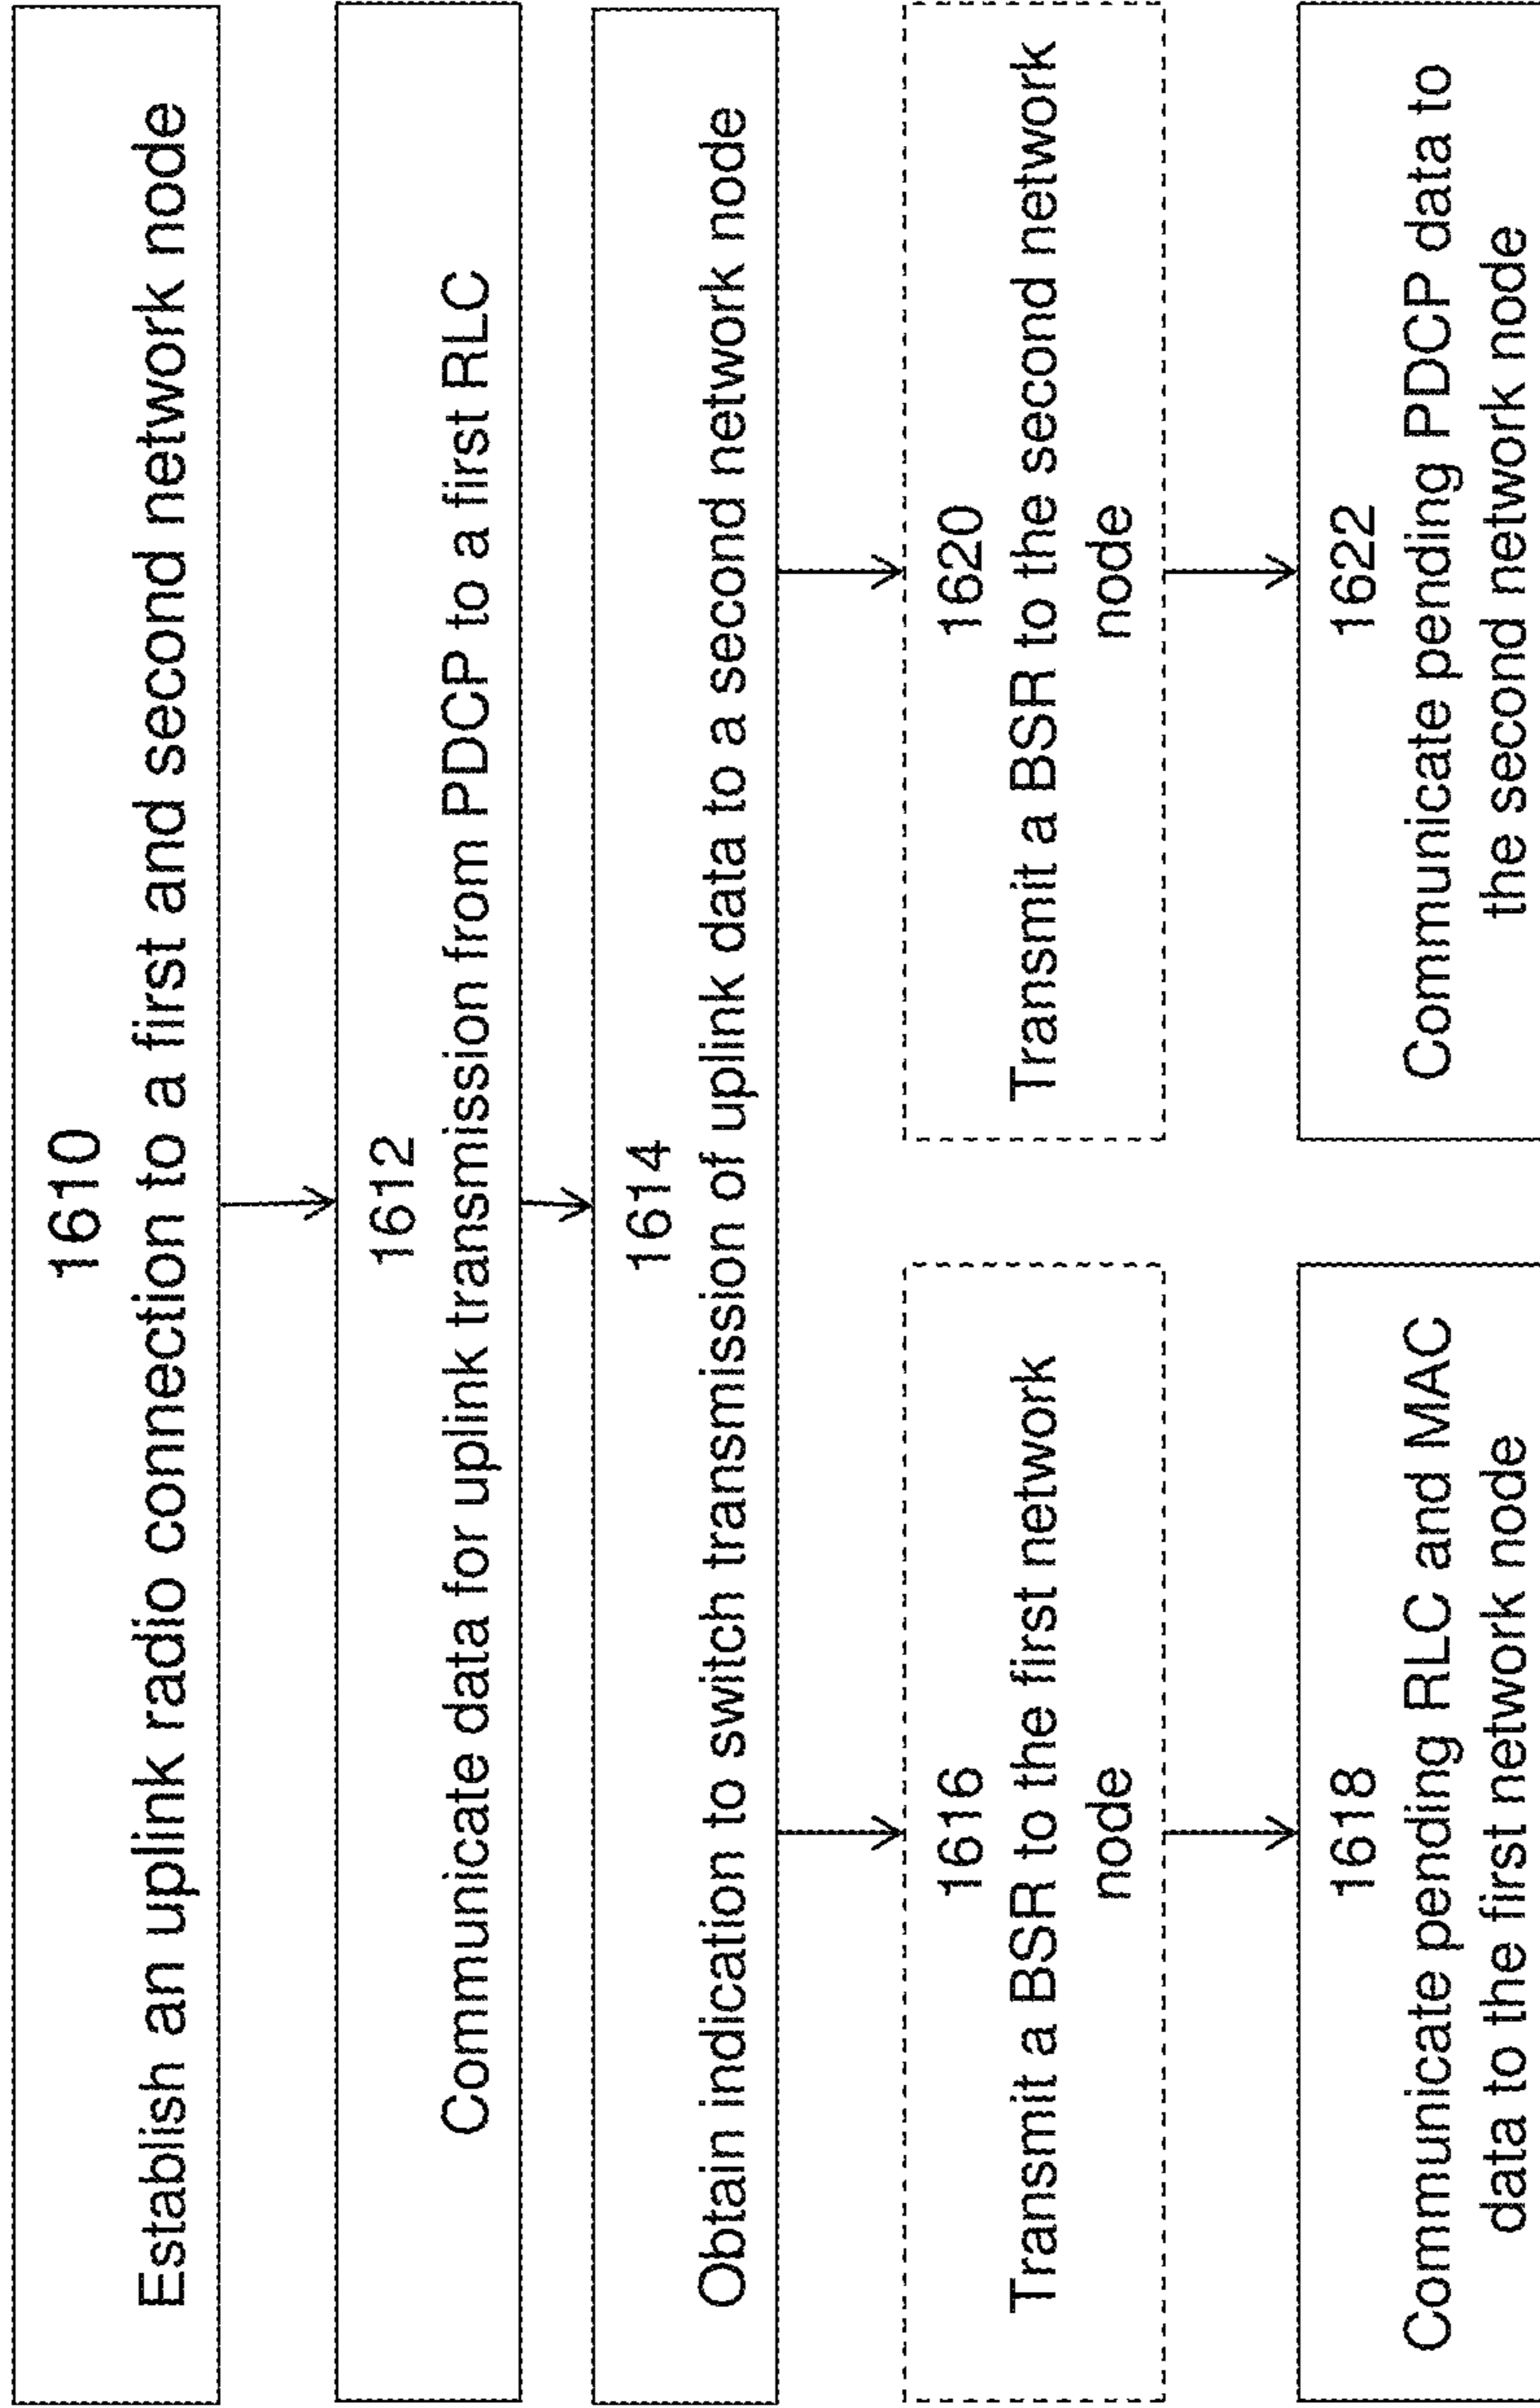 1610
Establish an uplink radio connection to a first and second network node
1612
Communicate data for uplink transmission from PDCP to a first RLC
1614
Obtain indication to switch transmission of uplink data to a second network node
1616
Transmit a BSR to the first network
node
1618
Communicate pending RLC and MAC
data to the first network node
1620
Transmit a BSR to the second network
node
1622
Communicate pending PDCP data to
the second network node